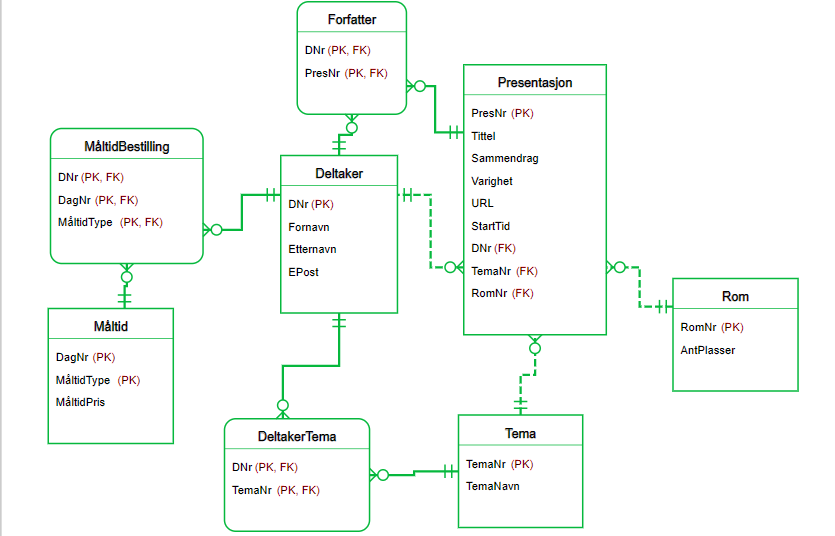 Forfatter
DNr (PK, FK)
PresNr (PK, FK)
Presentasjon
PresNr (PK)
Tittel
Sammendrag
Varighet
URL
StartTid
DNr (FK)
TemaNr (FK)
RomNr (FK)
MåltidBestilling
DNr (PK, FK)
DagNr (PK, FK)
MåltidType (PK, FK)
Deltaker
DNr (PK)
Fornavn
Etternavn
EPost
Rom
RomNr (PK)
AntPlasser
Måltid
DagNr (PK)
MåltidType (PK)
MåltidPris
DeltakerTema
DNr (PK, FK)
TemaNr (PK, FK)
Tema
TemaNr (PK)
TemaNavn